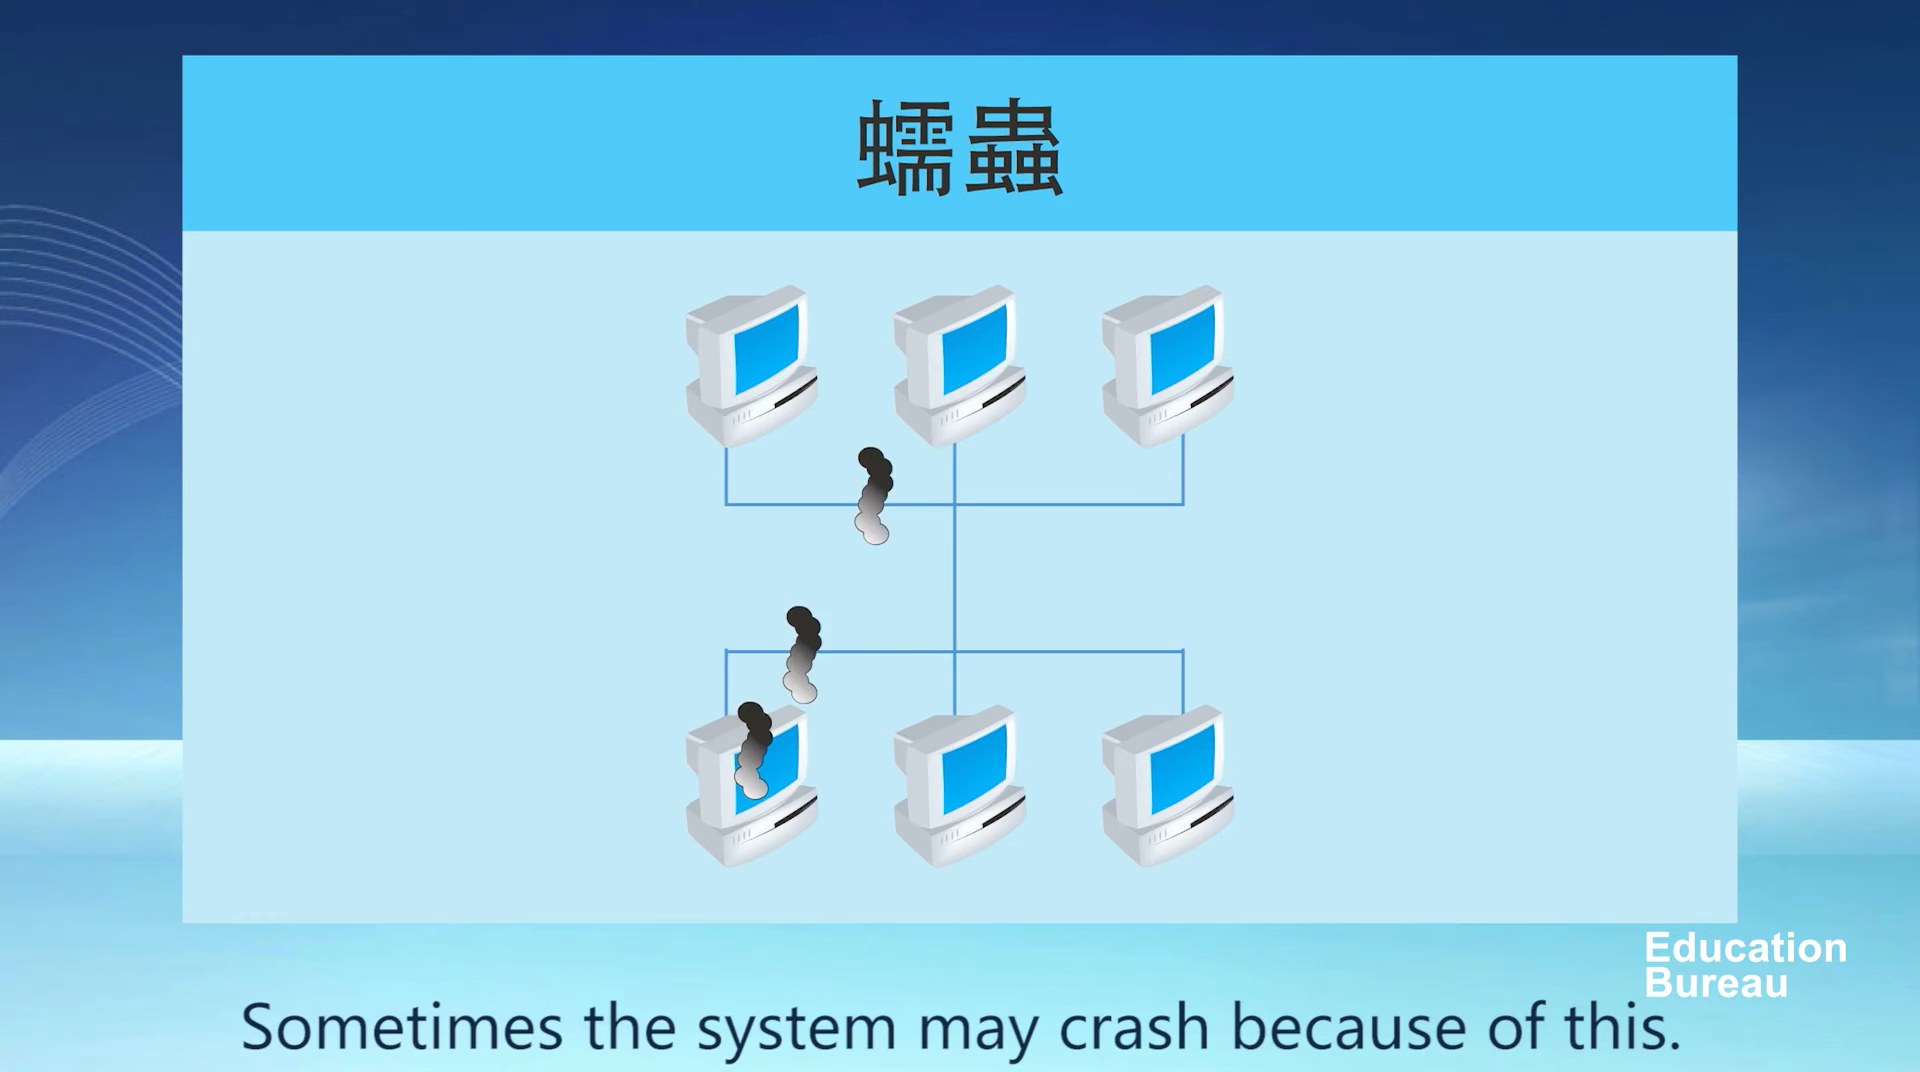 蠕蟲
Education
Bureau
Sometimes the system may crash because of this.